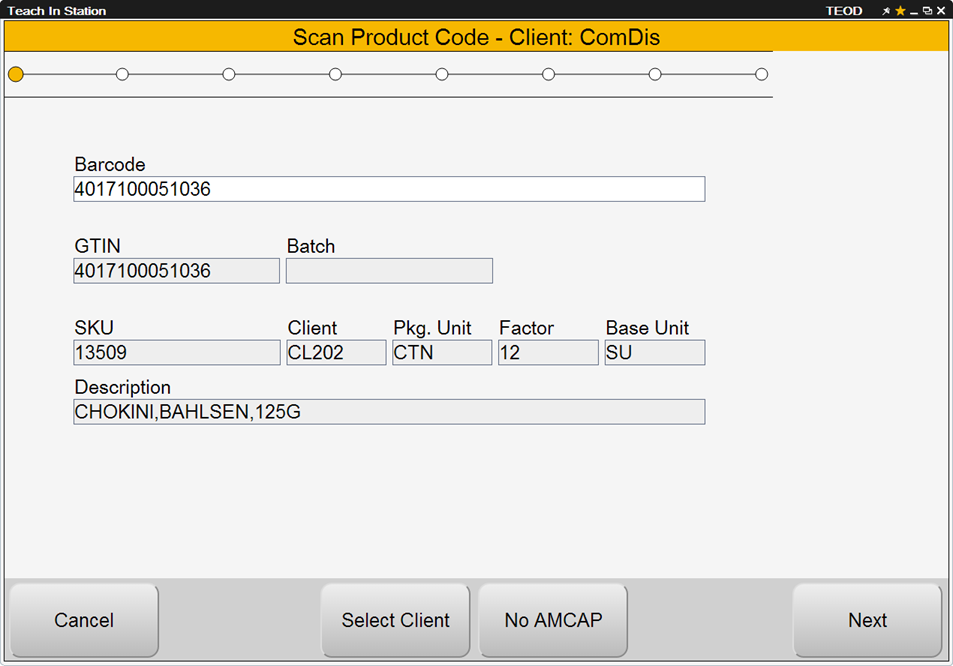 Teach In Station TEOD
Scan Product Code - Client: ComDis
Barcode
4017100051036
GTIN Batch
4017100051036
SKU Client Pkg. Unit Factor Base Unit
13509 CL202 CTN 12 SU
Description
CHOKINI,BAHLSEN,125G
Cancel Select Client No AMCAP Next